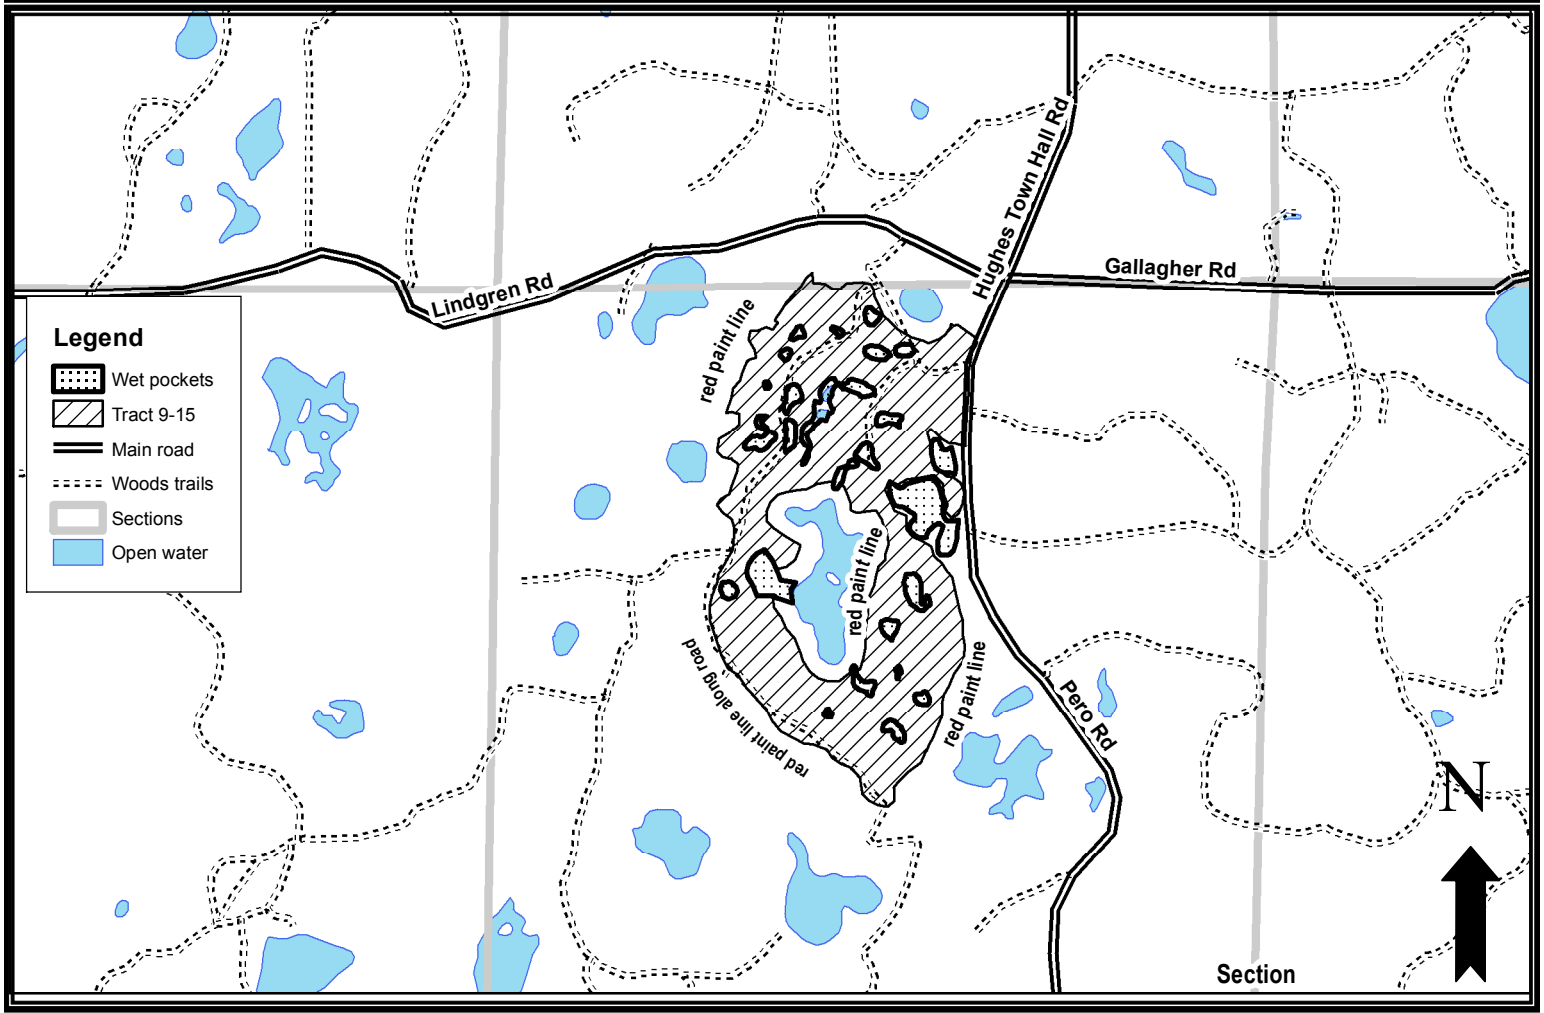 Hughes Town Hall Rd
Gallagher Rd
Lindgren Rd
red paint line
Legend
Wet pockets
Tract 9-15
Main road
Woods trails
Sections
Open water
red paint line
red paint line along road
red paint line
Pero Rd
N
Section